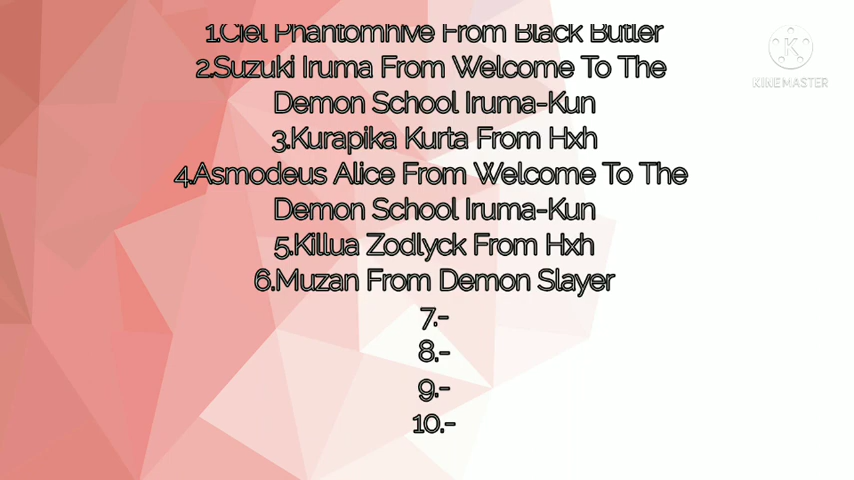 1.Ciel Phantomhive From Black Butler
2.Suzuki Iruma From Welcome To The
Demon School Iruma-Kun
3.Kurapika Kurta From Hxh
4.Asmodeus Alice From Welcome To The
Demon School Iruma-Kun
5.Killua Zodlyck From Hxh
6.Muzan From Demon Slayer
7.-
8.-
9.-
10.-
K
KINEMASTER